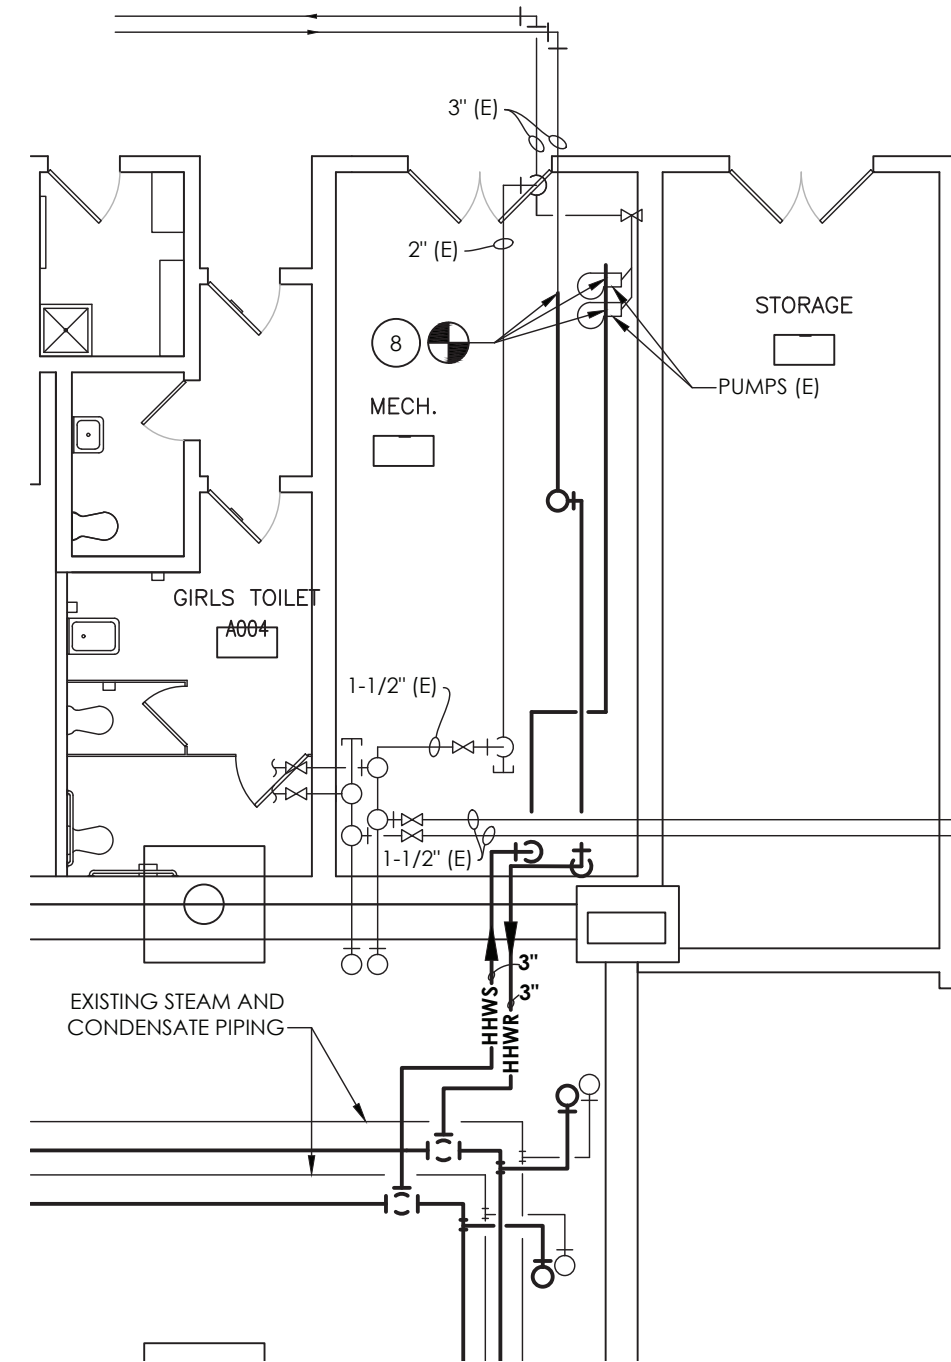 3" (E)
2" (E)
STORAGE
8
PUMPS (E)
MECH.
GIRLS TOILET
A004
1-1/2" (E)
1-1/2" (E)
3"
3"
HHWS
HHWR
EXISTING STEAM AND
CONDENSATE PIPING